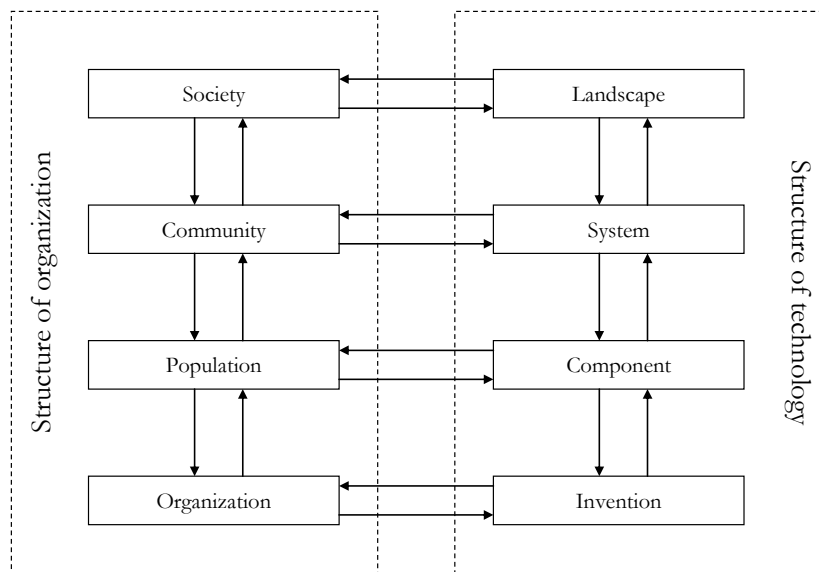 Society
Landscape
Community
System
Population
Component
Organization
Invention
Structure of organization
Structure of technology